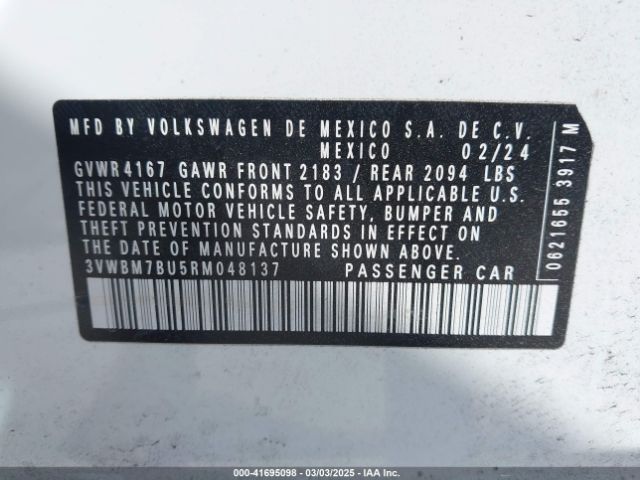 MFD BY VOLKSWAGEN DE MEXICO S.A. DE C.V.
MEXICO 02/24
GVWR 4167 GAWR FRONT 2183 / REAR 2094 LBS
THIS VEHICLE CONFORMS TO ALL APPLICABLE U.S.
FEDERAL MOTOR VEHICLE SAFETY, BUMPER AND
THEFT PREVENTION STANDARDS IN EFFECT ON
THE DATE OF MANUFACTURE SHOWN ABOVE.
3VWBM7BU5RM048137 PASSENGER CAR
0621655 3917 M
000-41695098 - 03/03/2025 - IAA Inc.